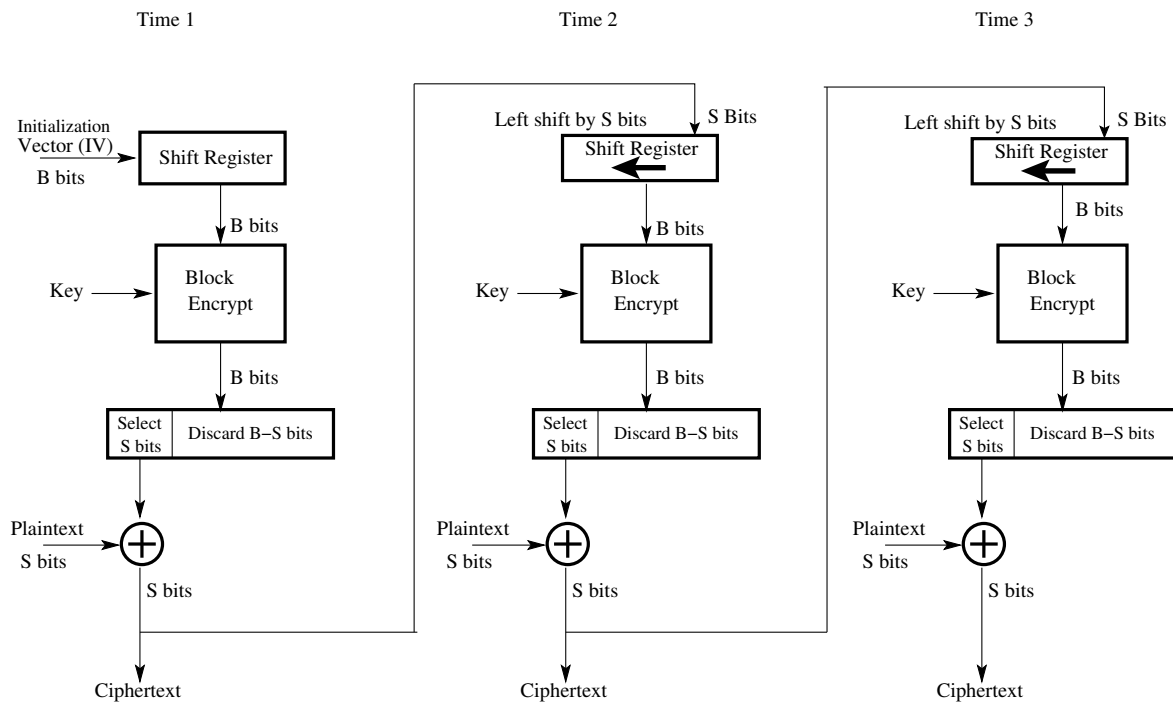 Time 1
Time 2
Time 3
Initialization
Vector (IV)
B bits
Shift Register
B bits
Key
Block
Encrypt
B bits
Select
S bits
Discard B−S bits
Plaintext
S bits
S bits
Ciphertext
Left shift by S bits
S Bits
Shift Register
B bits
Key
Block
Encrypt
B bits
Select
S bits
Discard B−S bits
Plaintext
S bits
S bits
Ciphertext
Left shift by S bits
S Bits
Shift Register
B bits
Key
Block
Encrypt
B bits
Select
S bits
Discard B−S bits
Plaintext
S bits
S bits
Ciphertext